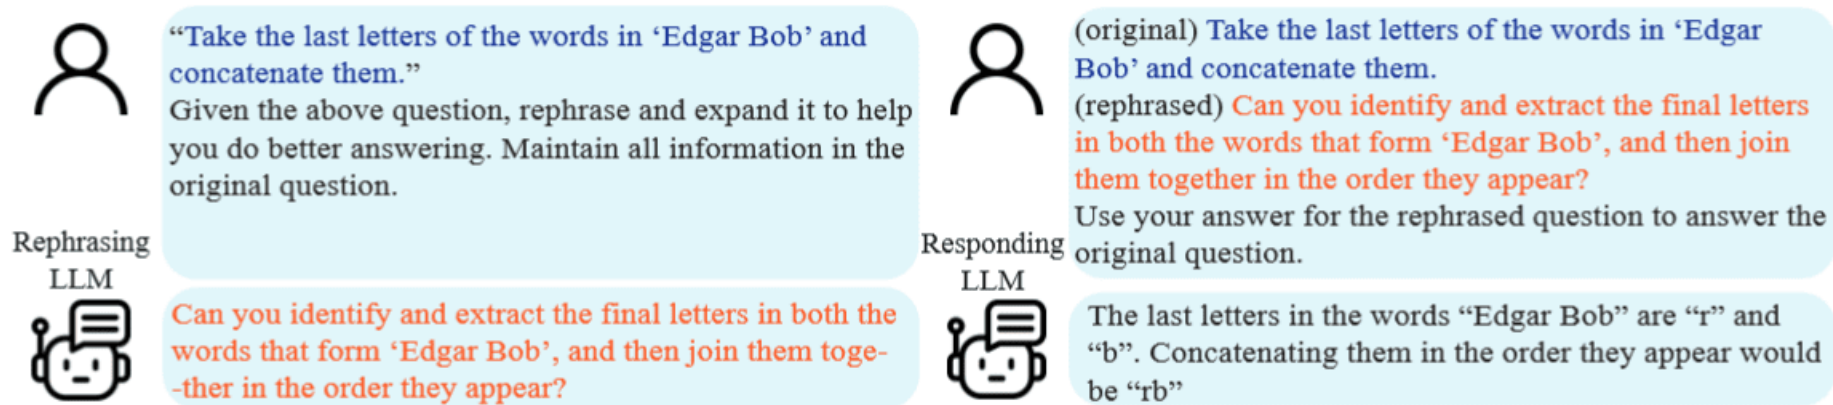 “Take the last letters of the words in ‘Edgar Bob’ and
concatenate them.”
Given the above question, rephrase and expand it to help
you do better answering. Maintain all information in the
original question.
Rephrasing
LLM
Can you identify and extract the final letters in both the
words that form ‘Edgar Bob’, and then join them toge-
-ther in the order they appear?
(original) Take the last letters of the words in ‘Edgar
Bob’ and concatenate them.
(rephrased) Can you identify and extract the final letters
in both the words that form ‘Edgar Bob’, and then join
them together in the order they appear?
Use your answer for the rephrased question to answer the
original question.
Responding
LLM
The last letters in the words “Edgar Bob” are “r” and
“b”. Concatenating them in the order they appear would
be “rb”